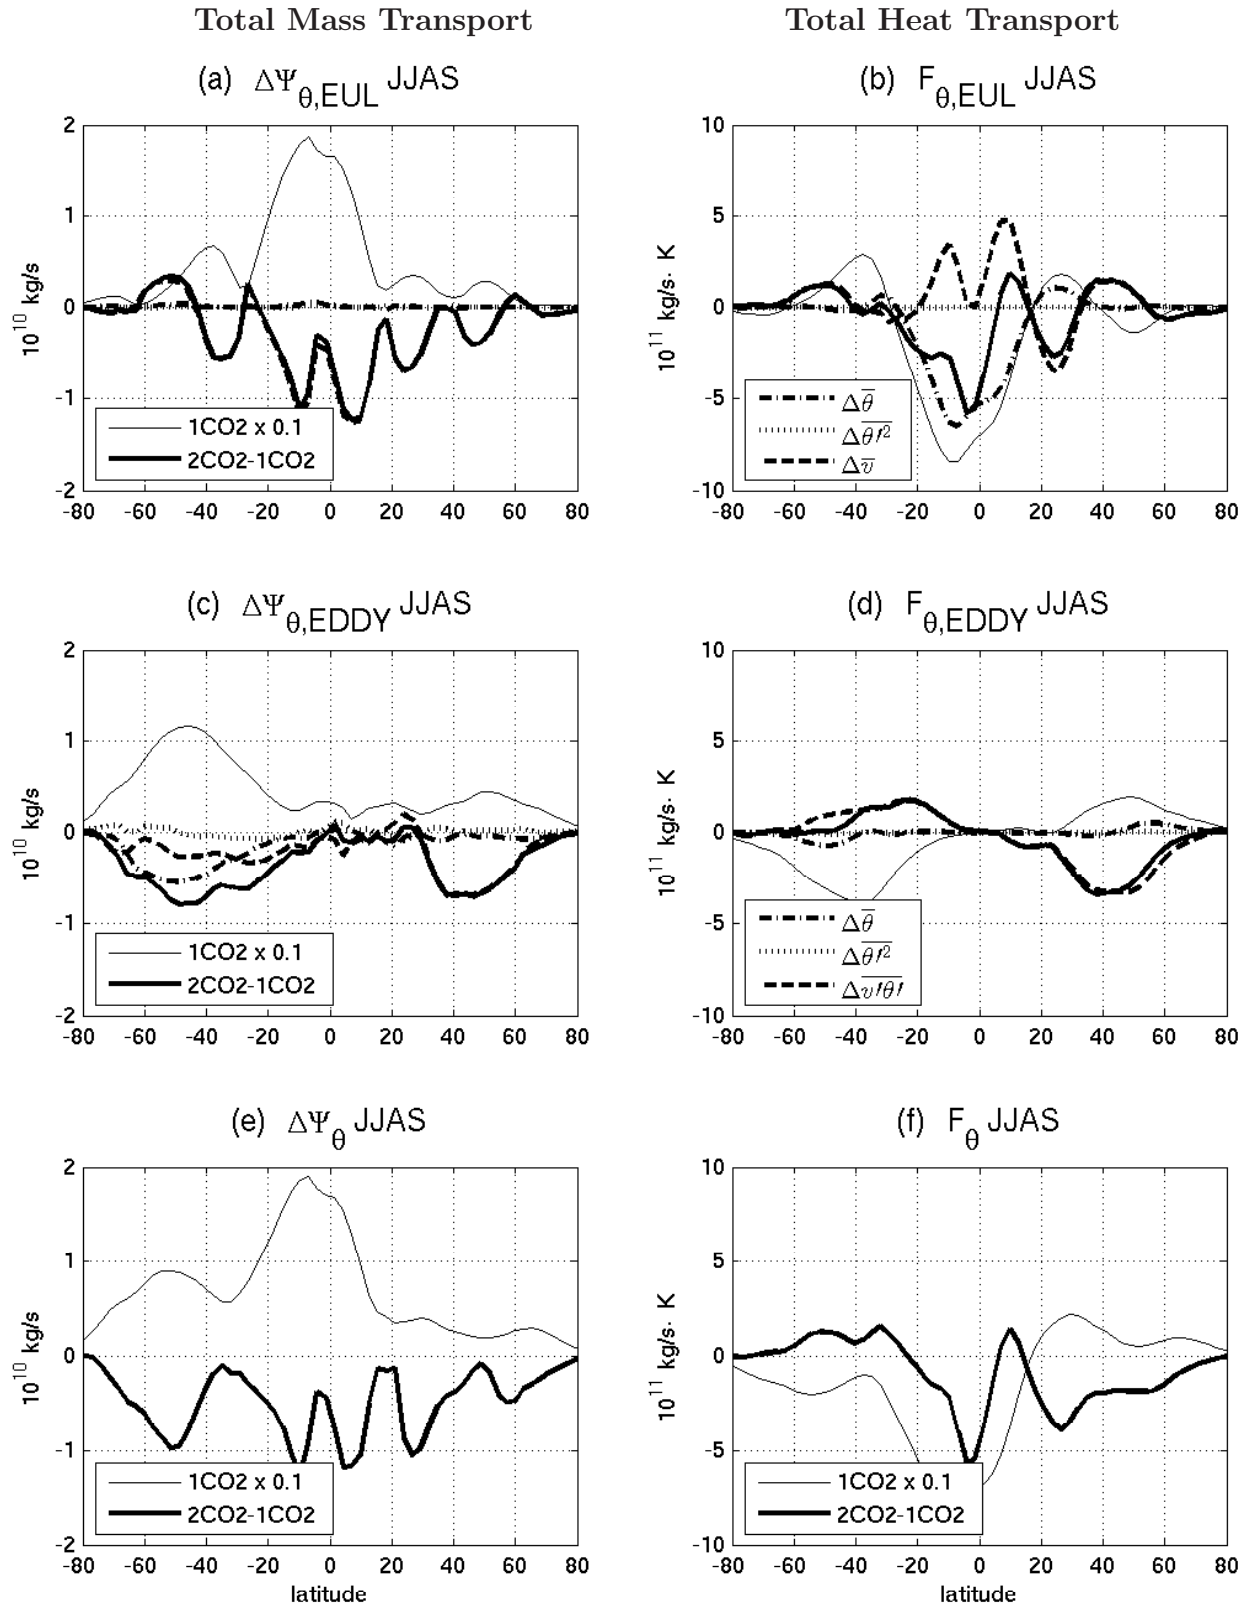 Total Mass Transport
Total Heat Transport
(a) ΔΨθ,EUL JJAS
2
1
0
-1
-2
10^10 kg/s
1CO2 x 0.1
2CO2-1CO2
-80 -60 -40 -20 0 20 40 60 80
(b) Fθ,EUL JJAS
10
5
0
-5
-10
10^11 kg/s· K
Δθ̅
Δθ′²
Δv̅
-80 -60 -40 -20 0 20 40 60 80
(c) ΔΨθ,EDDY JJAS
2
1
0
-1
-2
10^10 kg/s
1CO2 x 0.1
2CO2-1CO2
-80 -60 -40 -20 0 20 40 60 80
(d) Fθ,EDDY JJAS
10
5
0
-5
-10
10^11 kg/s· K
Δθ̅
Δθ′²
Δv′θ′
-80 -60 -40 -20 0 20 40 60 80
(e) ΔΨθ JJAS
2
1
0
-1
-2
10^10 kg/s
1CO2 x 0.1
2CO2-1CO2
-80 -60 -40 -20 0 20 40 60 80
latitude
(f) Fθ JJAS
10
5
0
-5
-10
10^11 kg/s· K
1CO2 x 0.1
2CO2-1CO2
-80 -60 -40 -20 0 20 40 60 80
latitude